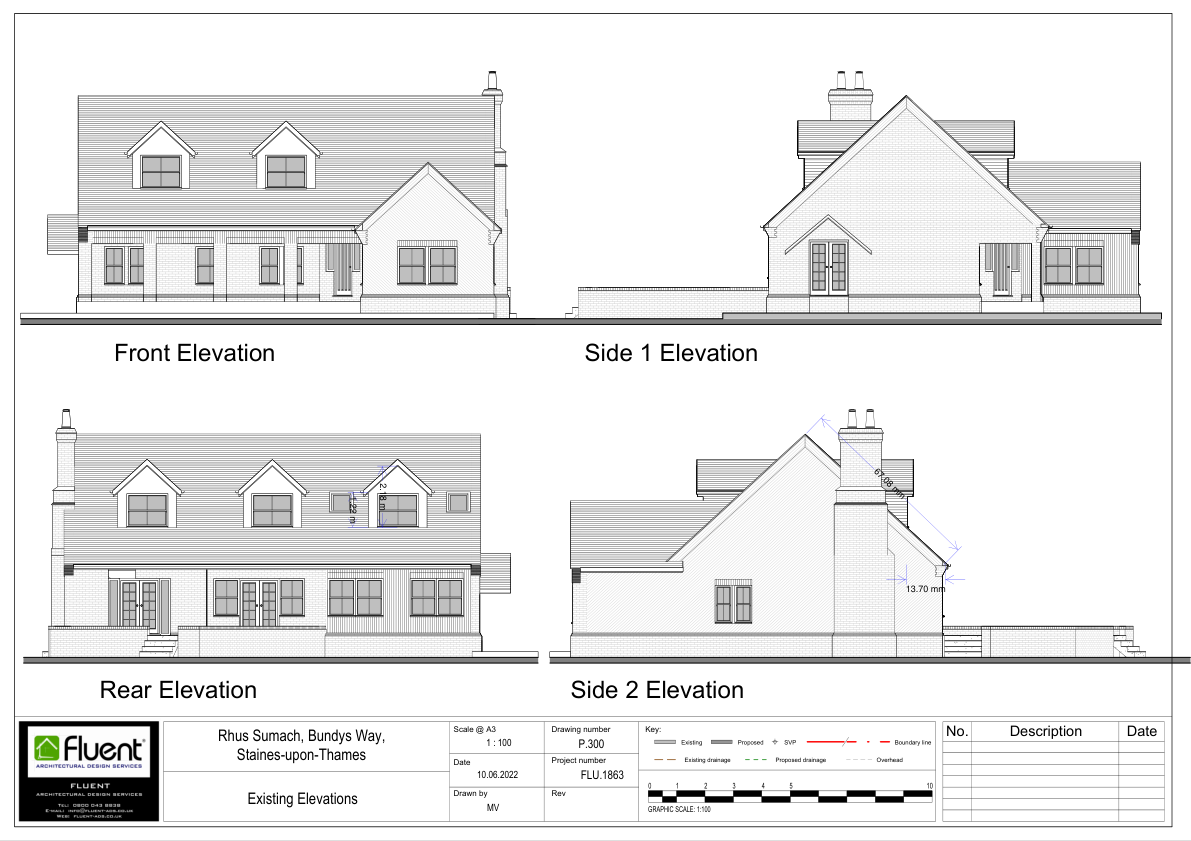 Front Elevation
Side 1 Elevation
1.22 m
2.18 m
67.08 mm
13.70 mm
Rear Elevation
Side 2 Elevation
Fluent®
ARCHITECTURAL DESIGN SERVICES
FLUENT
ARCHITECTURAL DESIGN SERVICES
Tel: 0800 043 8838
E-mail: info@fluent-ads.co.uk
Web: fluent-ads.co.uk
Rhus Sumach, Bundys Way,
Staines-upon-Thames
Existing Elevations
Scale @ A3
1 : 100
Date
10.06.2022
Drawn by
MV
Drawing number
P.300
Project number
FLU.1863
Rev
Key:
Existing
Proposed
SVP
Boundary line
Existing drainage
Proposed drainage
Overhead
0 1 2 3 4 5 10
GRAPHIC SCALE: 1:100
No. Description Date